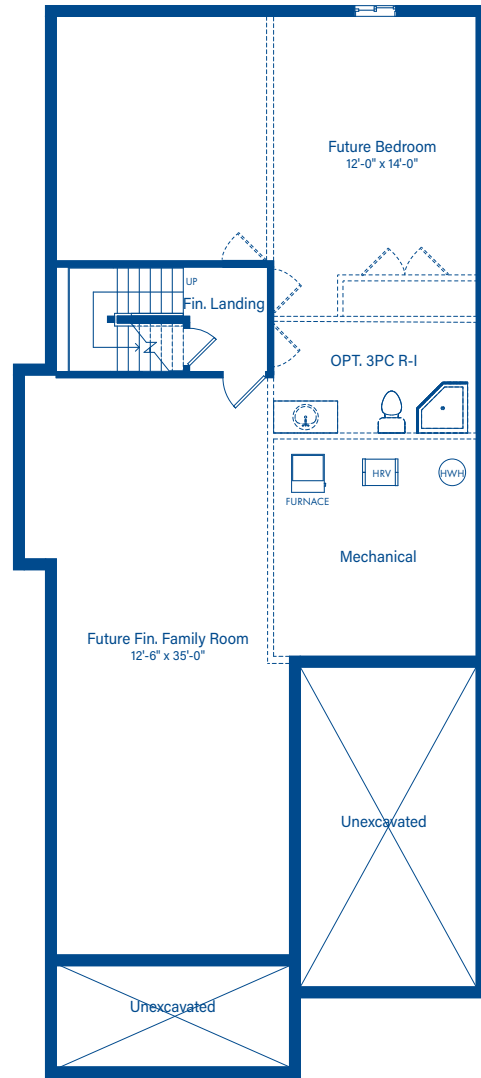 Future Bedroom
12'-0" x 14'-0"
UP
Fin. Landing
OPT. 3PC R-I
FURNACE
HRV
HWH
Mechanical
Future Fin. Family Room
12'-6" x 35'-0"
Unexcavated
Unexcavated